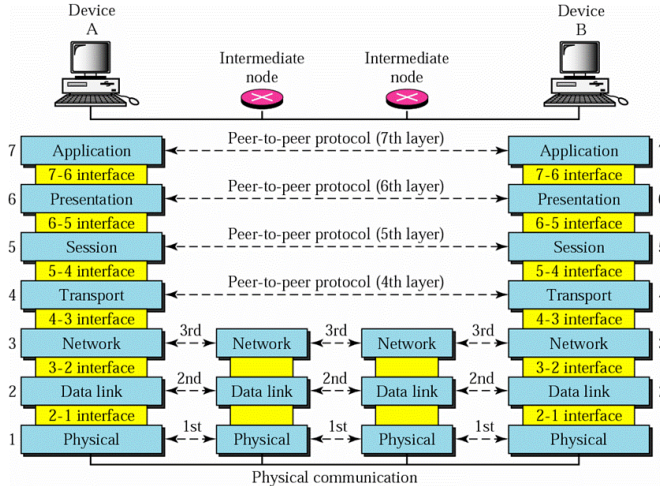 Device
A
Device
B
Intermediate
node
Intermediate
node
7 Application Peer-to-peer protocol (7th layer) Application
7-6 interface 7-6 interface
6 Presentation Peer-to-peer protocol (6th layer) Presentation
6-5 interface 6-5 interface
5 Session Peer-to-peer protocol (5th layer) Session
5-4 interface 5-4 interface
4 Transport Peer-to-peer protocol (4th layer) Transport
4-3 interface 4-3 interface
3 Network 3rd Network 3rd Network 3rd Network
3-2 interface 3-2 interface
2 Data link 2nd Data link 2nd Data link 2nd Data link
2-1 interface 2-1 interface
1 Physical 1st Physical 1st Physical 1st Physical
Physical communication